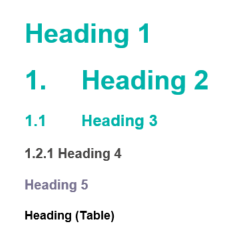 Heading 1
1. Heading 2
1.1 Heading 3
1.2.1 Heading 4
Heading 5
Heading (Table)